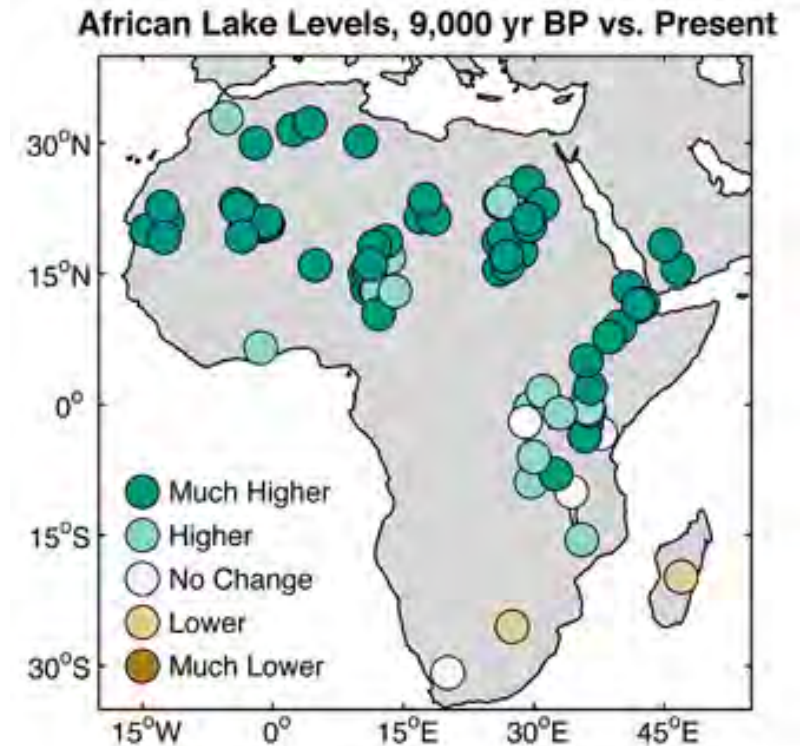 African Lake Levels, 9,000 yr BP vs. Present
30°N
15°N
0°
15°S
30°S
Much Higher
Higher
No Change
Lower
Much Lower
15°W 0° 15°E 30°E 45°E